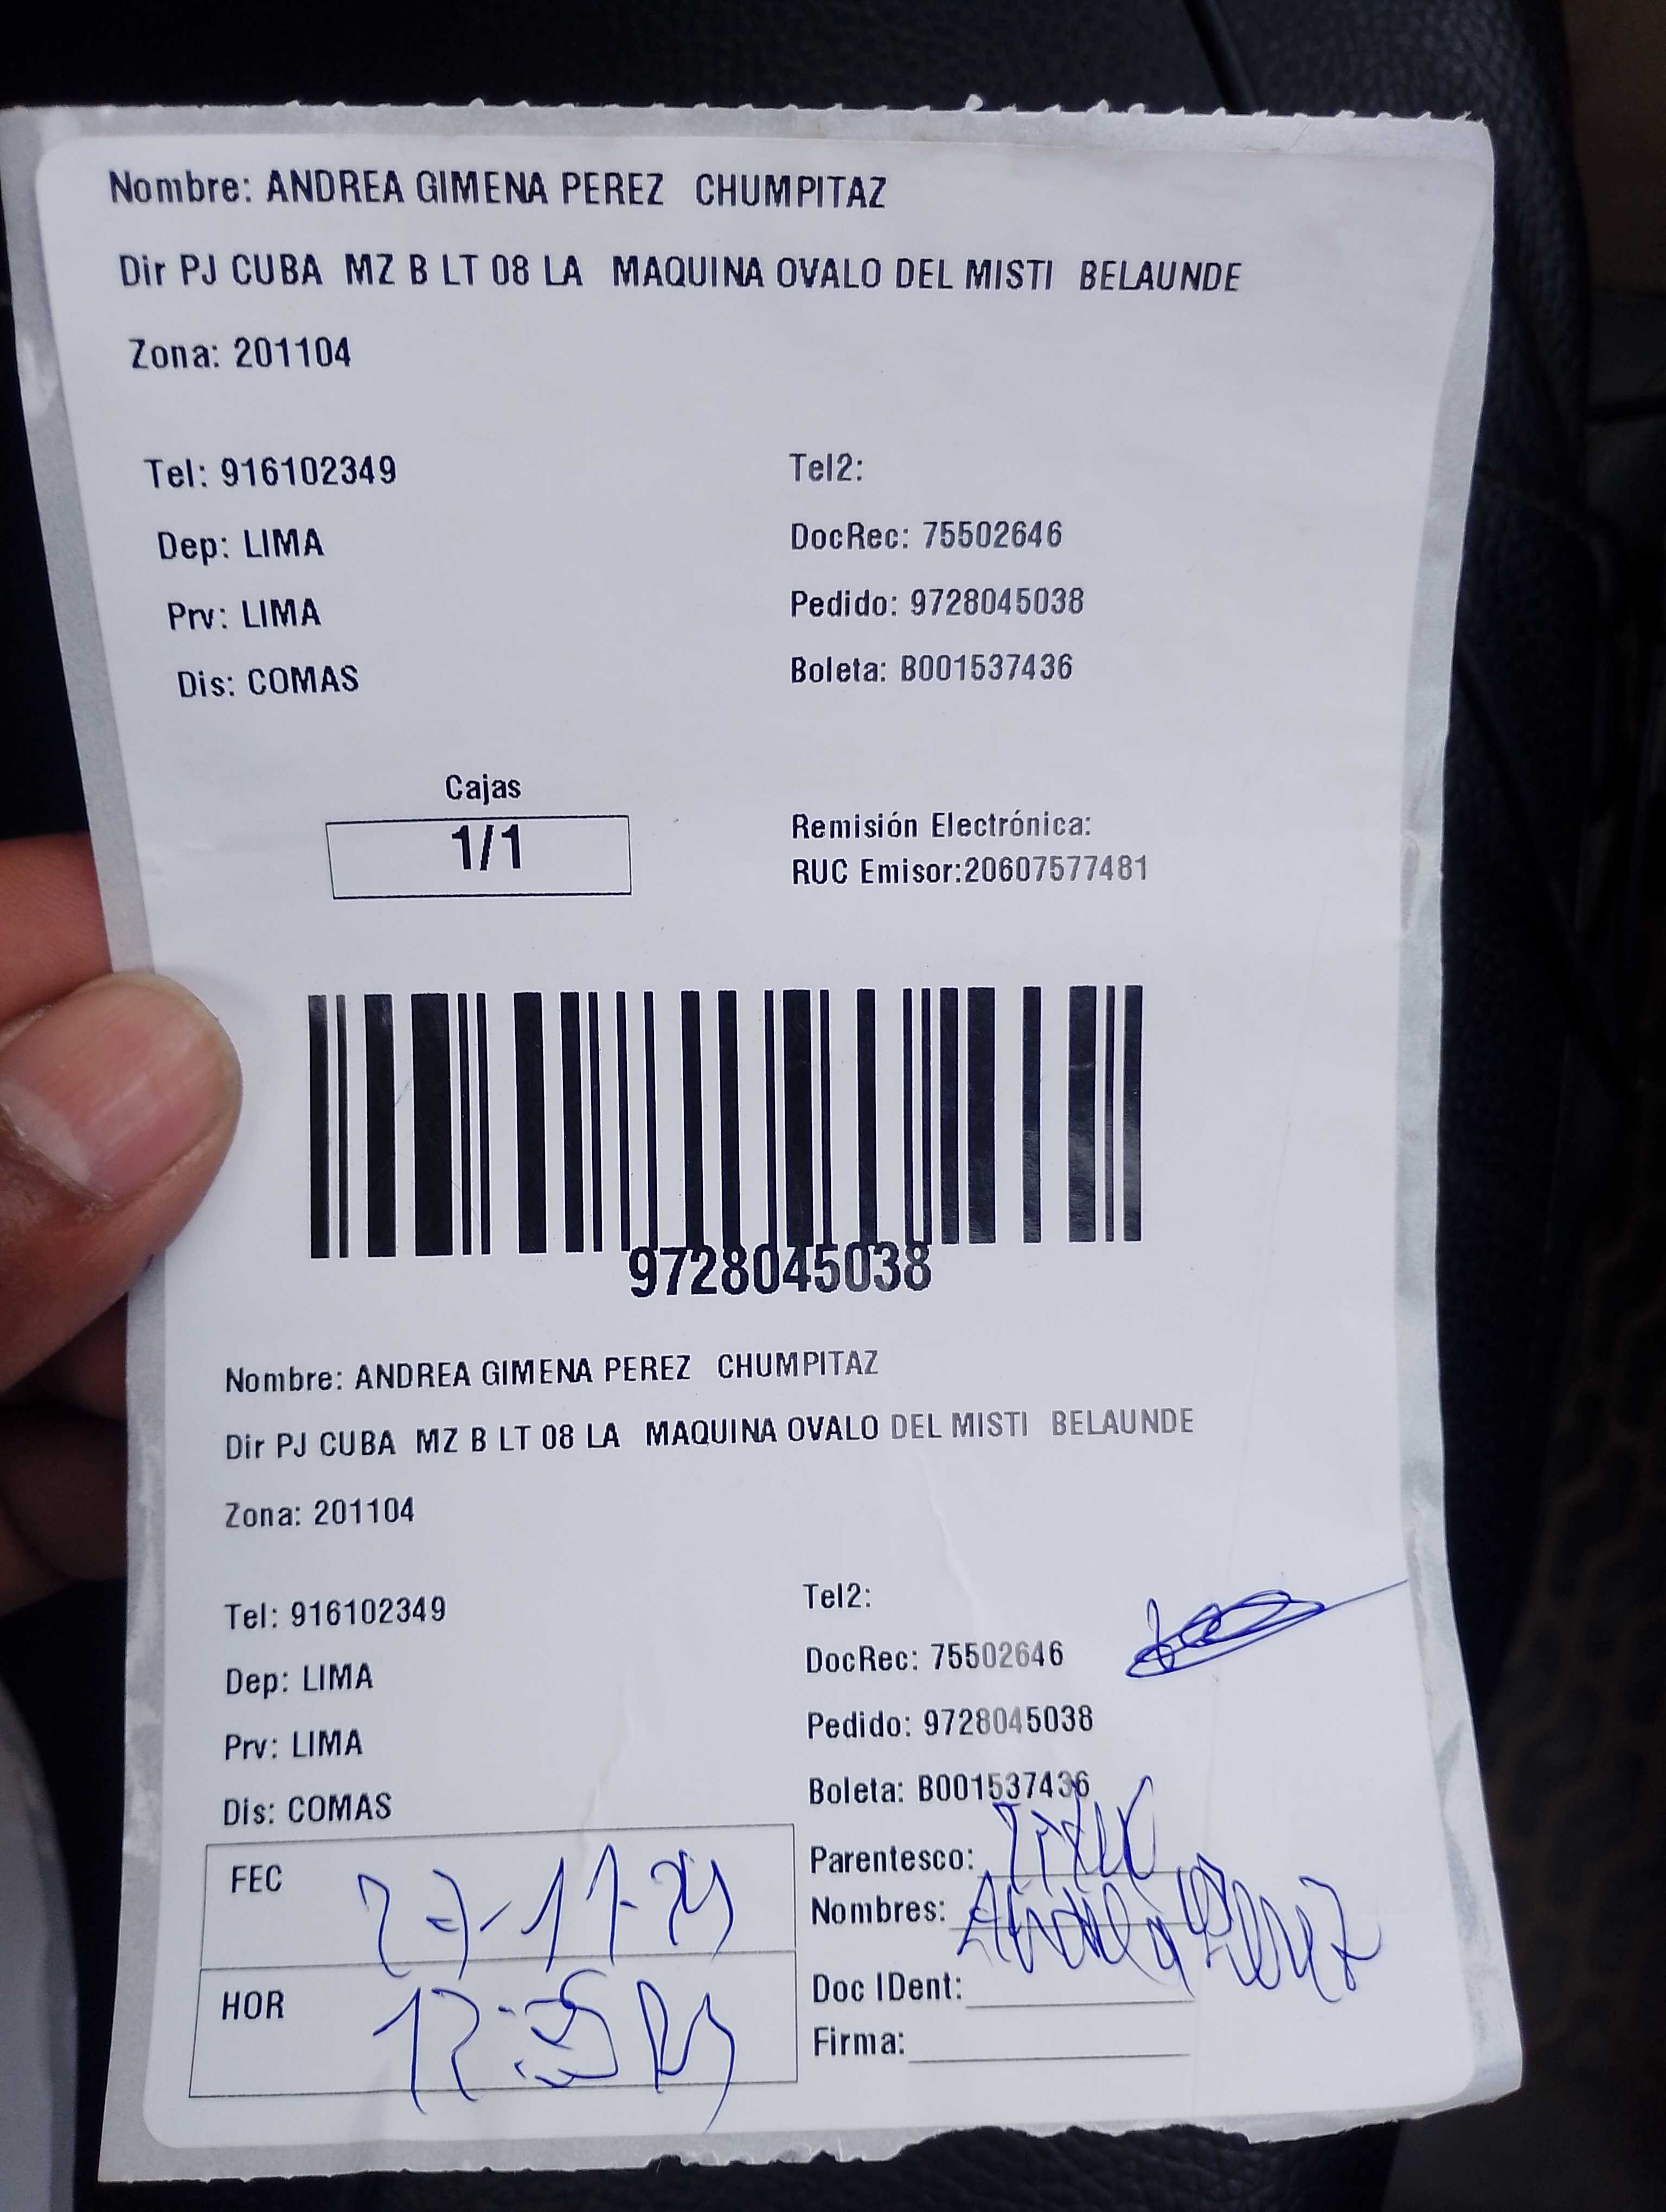 Nombre: ANDREA GIMENA PEREZ CHUMPITAZ
Dir PJ CUBA MZ B LT 08 LA MAQUINA OVALO DEL MISTI BELAUNDE
Zona: 201104
Tel: 916102349
Tel2:
Dep: LIMA
DocRec: 75502646
Prv: LIMA
Pedido: 9728045038
Dis: COMAS
Boleta: B001537436
Cajas
1/1
Remisión Electrónica:
RUC Emisor:20607577481
9728045038
Nombre: ANDREA GIMENA PEREZ CHUMPITAZ
Dir PJ CUBA MZ B LT 08 LA MAQUINA OVALO DEL MISTI BELAUNDE
Zona: 201104
Tel: 916102349
Tel2:
Dep: LIMA
DocRec: 75502646
Prv: LIMA
Pedido: 9728045038
Dis: COMAS
Boleta: B001537436
FEC
Parentesco:
Nombres: Andrea Perez
HOR
Doc IDent:
Firma: